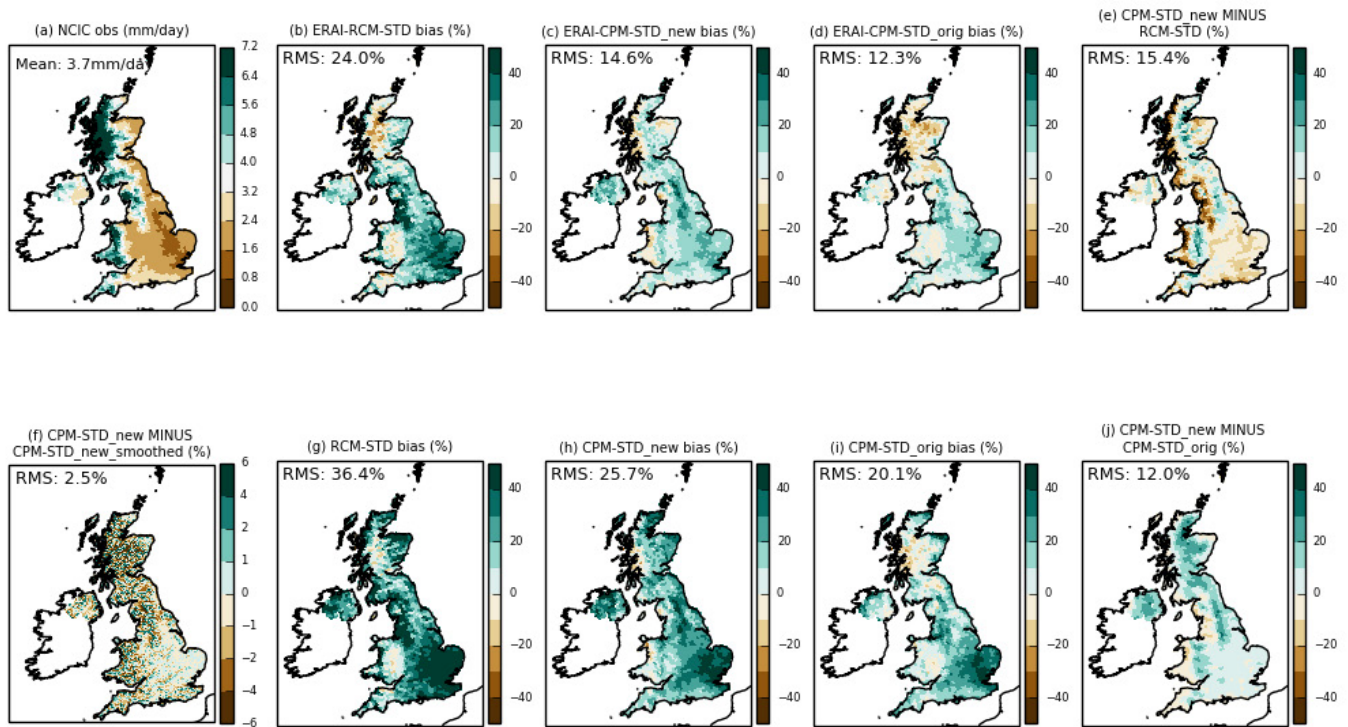 (a) NCIC obs (mm/day)
Mean: 3.7mm/da
7.2
6.4
5.6
4.8
4.0
3.2
2.4
1.6
0.8
0.0
(b) ERAI-RCM-STD bias (%)
RMS: 24.0%
40
20
0
−20
−40
(c) ERAI-CPM-STD_new bias (%)
RMS: 14.6%
40
20
0
−20
−40
(d) ERAI-CPM-STD_orig bias (%)
RMS: 12.3%
40
20
0
−20
−40
(e) CPM-STD_new MINUS
RCM-STD (%)
RMS: 15.4%
40
20
0
−20
−40
(f) CPM-STD_new MINUS
CPM-STD_new_smoothed (%)
RMS: 2.5%
6
4
2
1
0
−1
−2
−4
−6
(g) RCM-STD bias (%)
RMS: 36.4%
40
20
0
−20
−40
(h) CPM-STD_new bias (%)
RMS: 25.7%
40
20
0
−20
−40
(i) CPM-STD_orig bias (%)
RMS: 20.1%
40
20
0
−20
−40
(j) CPM-STD_new MINUS
CPM-STD_orig (%)
RMS: 12.0%
40
20
0
−20
−40